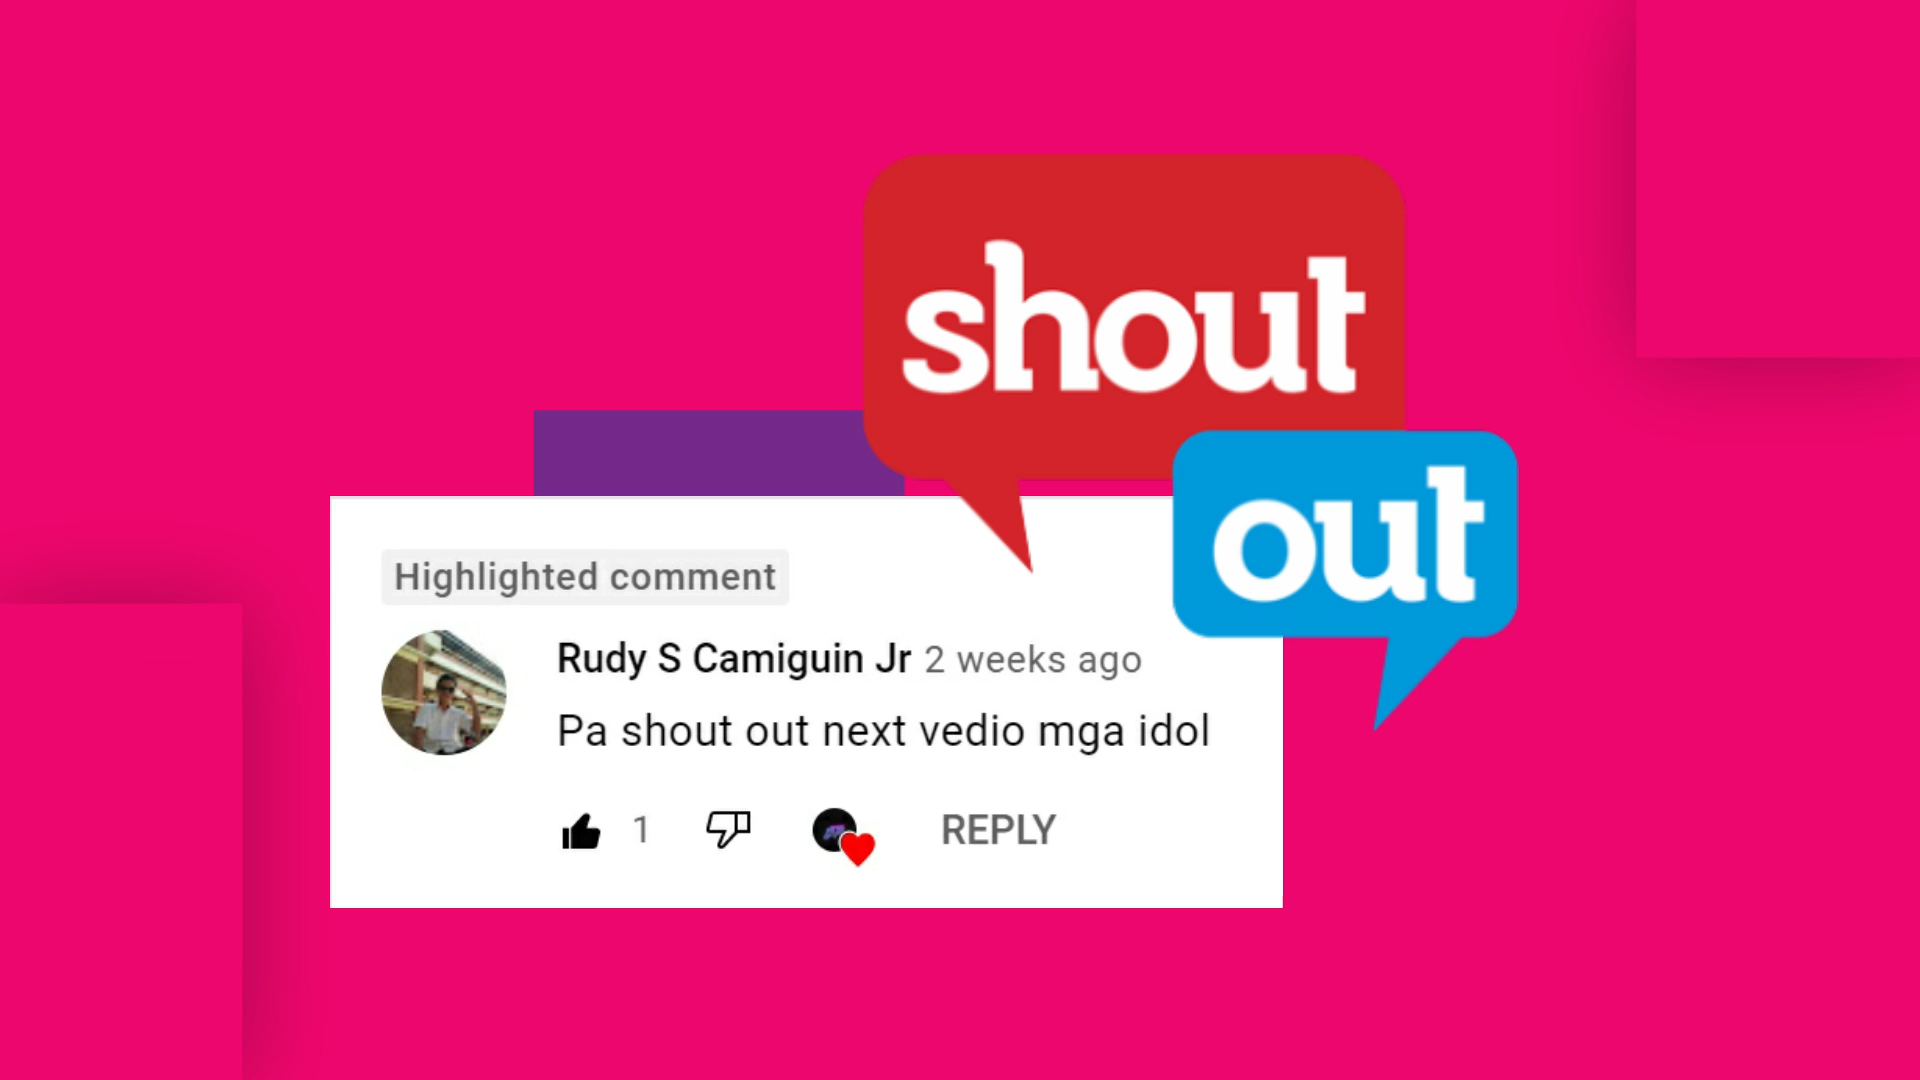 shout
out
Highlighted comment
Rudy S Camiguin Jr 2 weeks ago
Pa shout out next vedio mga idol
1
REPLY